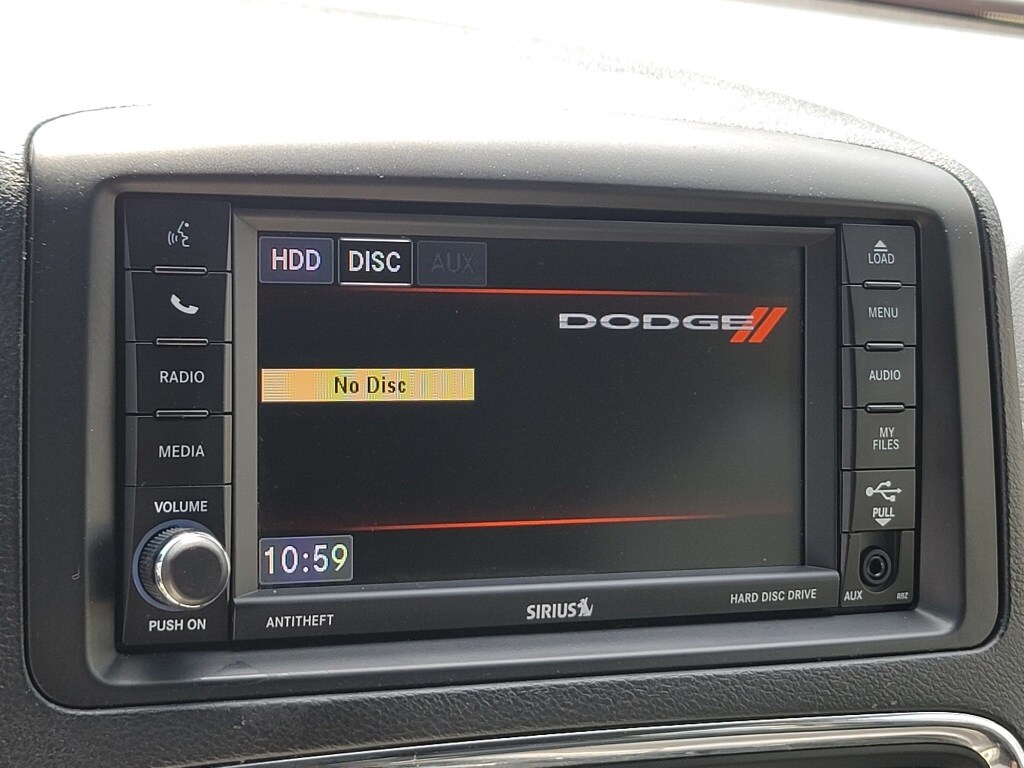 HDD DISC AUX
DODGE
No Disc
10:59
RADIO
MEDIA
VOLUME
PUSH ON
ANTITHEFT
SIRIUS
HARD DISC DRIVE
LOAD
MENU
AUDIO
MY
FILES
PULL
AUX
RBZ